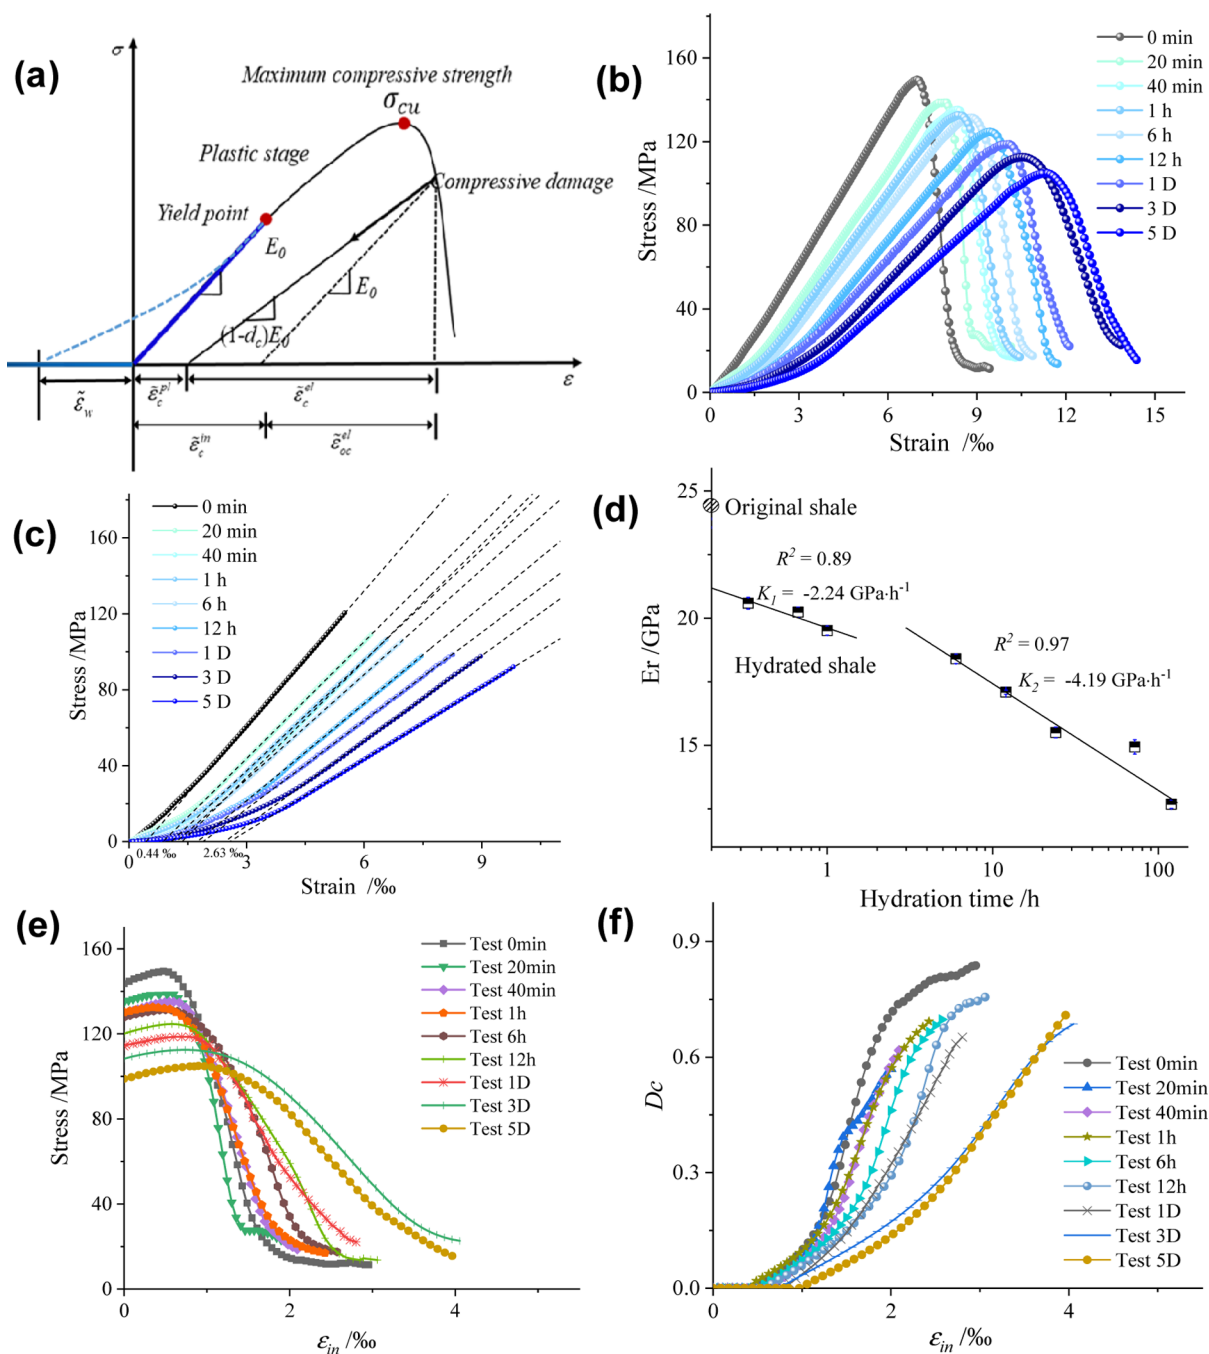 (a)
σ
Maximum compressive strength
σcu
Plastic stage
Compressive damage
Yield point
E0
E0
(1-dc)E0
ε
ε̃w
ε̃c^pl
ε̃c^el
ε̃c^in
ε̃oc^el
(b)
160
120
80
40
0
0
3
6
9
12
15
Stress /MPa
Strain /‰
0 min
20 min
40 min
1 h
6 h
12 h
1 D
3 D
5 D
(c)
160
120
80
40
0
0
3
6
9
0.44 ‰
2.63 ‰
Stress /MPa
Strain /‰
0 min
20 min
40 min
1 h
6 h
12 h
1 D
3 D
5 D
(d)
25
20
15
1
10
100
Er /GPa
Hydration time /h
Original shale
R² = 0.89
K1 = -2.24 GPa·h⁻¹
Hydrated shale
R² = 0.97
K2 = -4.19 GPa·h⁻¹
(e)
160
120
80
40
0
0
2
4
Stress /MPa
εin /‰
Test 0min
Test 20min
Test 40min
Test 1h
Test 6h
Test 12h
Test 1D
Test 3D
Test 5D
(f)
0.9
0.6
0.3
0.0
0
1
2
3
4
Dc
εin /‰
Test 0min
Test 20min
Test 40min
Test 1h
Test 6h
Test 12h
Test 1D
Test 3D
Test 5D